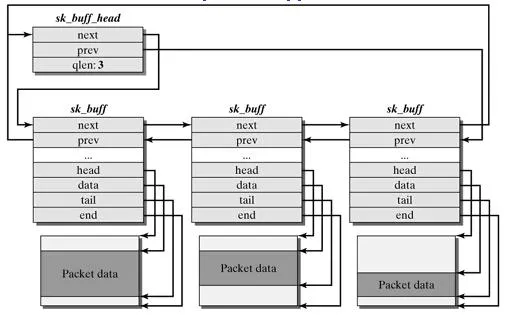 sk_buff_head
next
prev
qlen: 3
sk_buff
next
prev
...
head
data
tail
end
Packet data
sk_buff
next
prev
...
head
data
tail
end
Packet data
sk_buff
next
prev
...
head
data
tail
end
Packet data